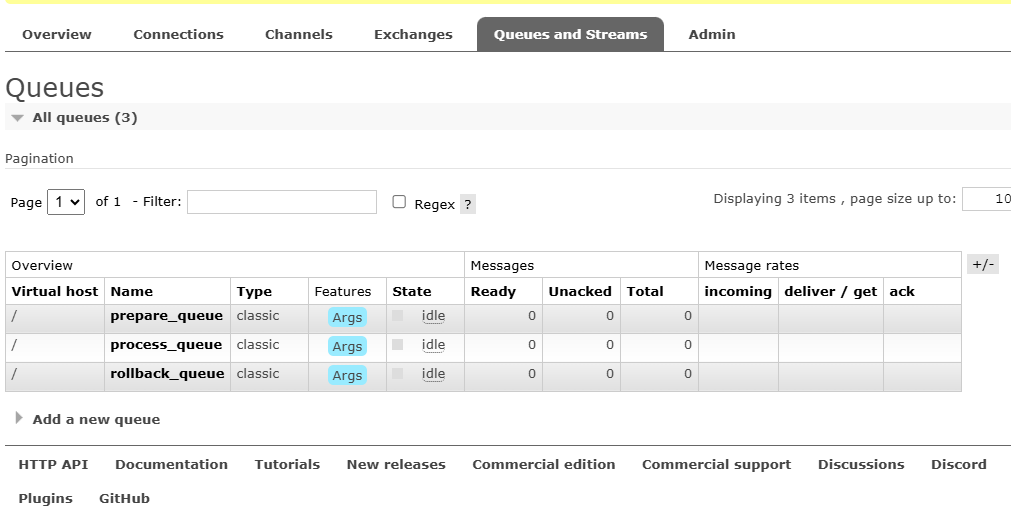 Overview Connections Channels Exchanges Queues and Streams Admin
Queues
All queues (3)
Pagination
Page 1 of 1 - Filter: Regex ? Displaying 3 items , page size up to: 10
Overview Messages Message rates +/-
Virtual host Name Type Features State Ready Unacked Total incoming deliver / get ack
/ prepare_queue classic Args idle 0 0 0
/ process_queue classic Args idle 0 0 0
/ rollback_queue classic Args idle 0 0 0
Add a new queue
HTTP API Documentation Tutorials New releases Commercial edition Commercial support Discussions Discord
Plugins GitHub